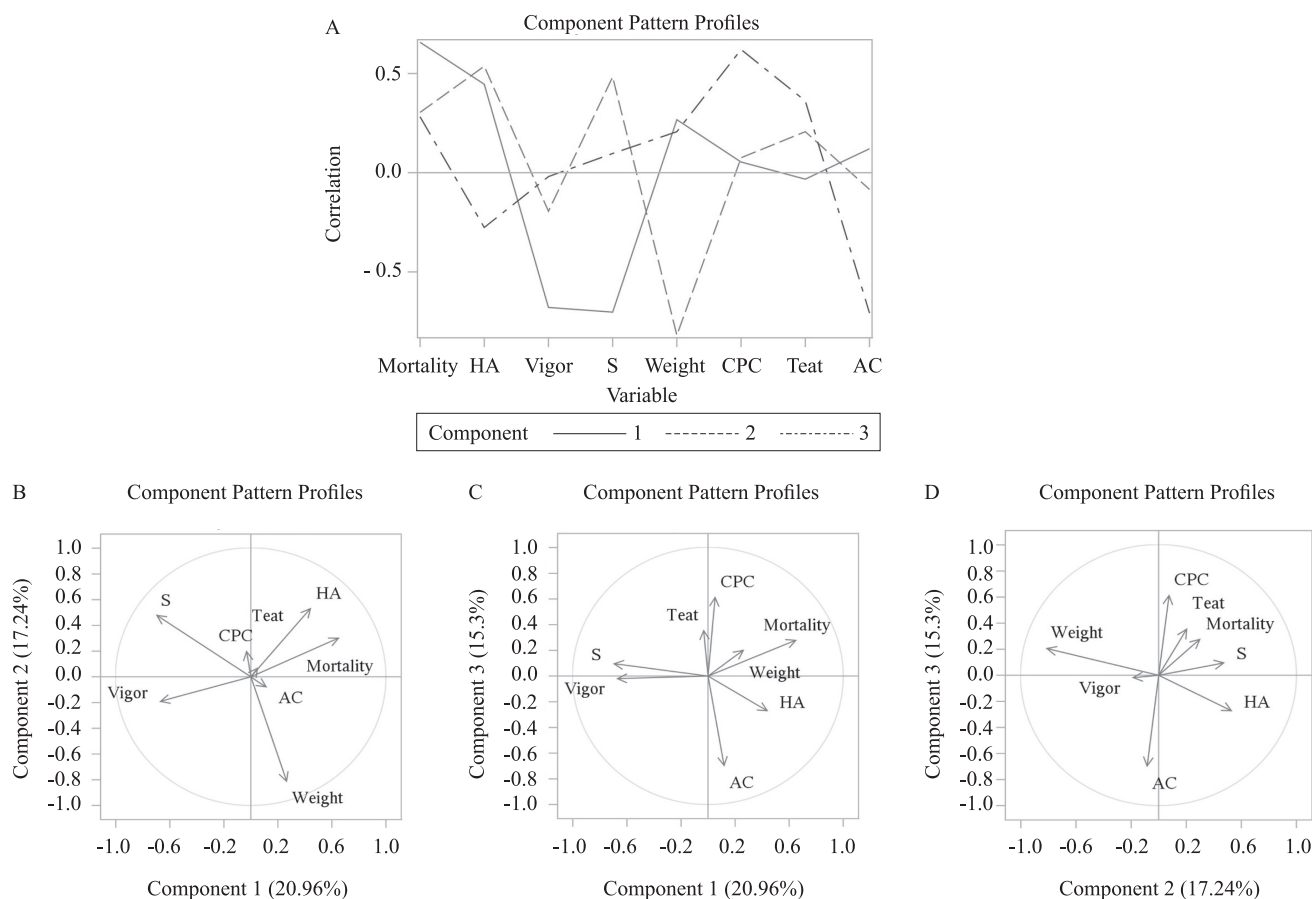 A
Component Pattern Profiles
Correlation
0.5
0.0
- 0.5
Mortality HA Vigor S Weight CPC Teat AC
Variable
Component 1 2 3
B
Component Pattern Profiles
Component 2 (17.24%)
1.0
0.8
0.6
0.4
0.2
0.0
-0.2
-0.4
-0.6
-0.8
-1.0
S
Teat
HA
CPC
Mortality
Vigor
AC
Weight
-1.0 -0.6 -0.2 0.2 0.6 1.0
Component 1 (20.96%)
C
Component Pattern Profiles
Component 3 (15.3%)
1.0
0.8
0.6
0.4
0.2
0.0
-0.2
-0.4
-0.6
-0.8
-1.0
CPC
Teat
Mortality
S
Weight
Vigor
HA
AC
-1.0 -0.6 -0.2 0.2 0.6 1.0
Component 1 (20.96%)
D
Component Pattern Profiles
Component 3 (15.3%)
1.0
0.8
0.6
0.4
0.2
0.0
-0.2
-0.4
-0.6
-0.8
-1.0
CPC
Teat
Mortality
Weight
S
Vigor
HA
AC
-1.0 -0.6 -0.2 0.2 0.6 1.0
Component 2 (17.24%)